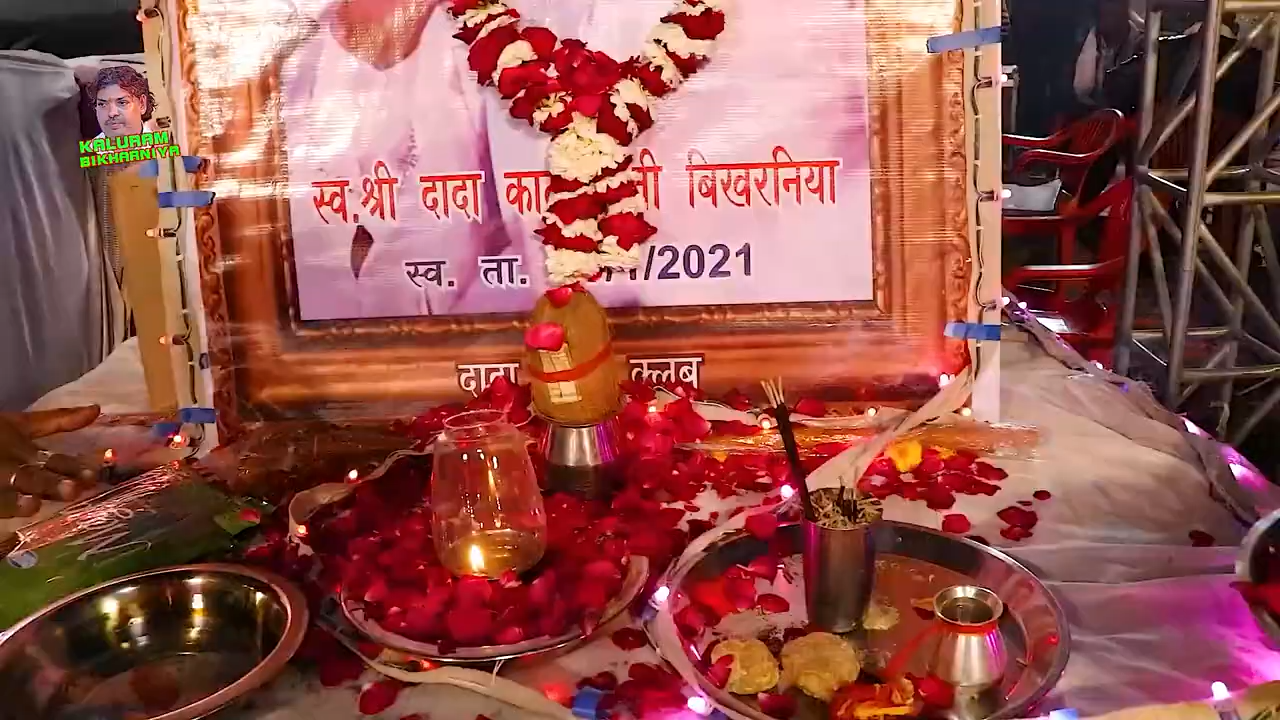 KALURAM
BIKHARNIYA
स्व.श्री दादा बिखरनिया
स्व. ता. /2021
दादा क्लब